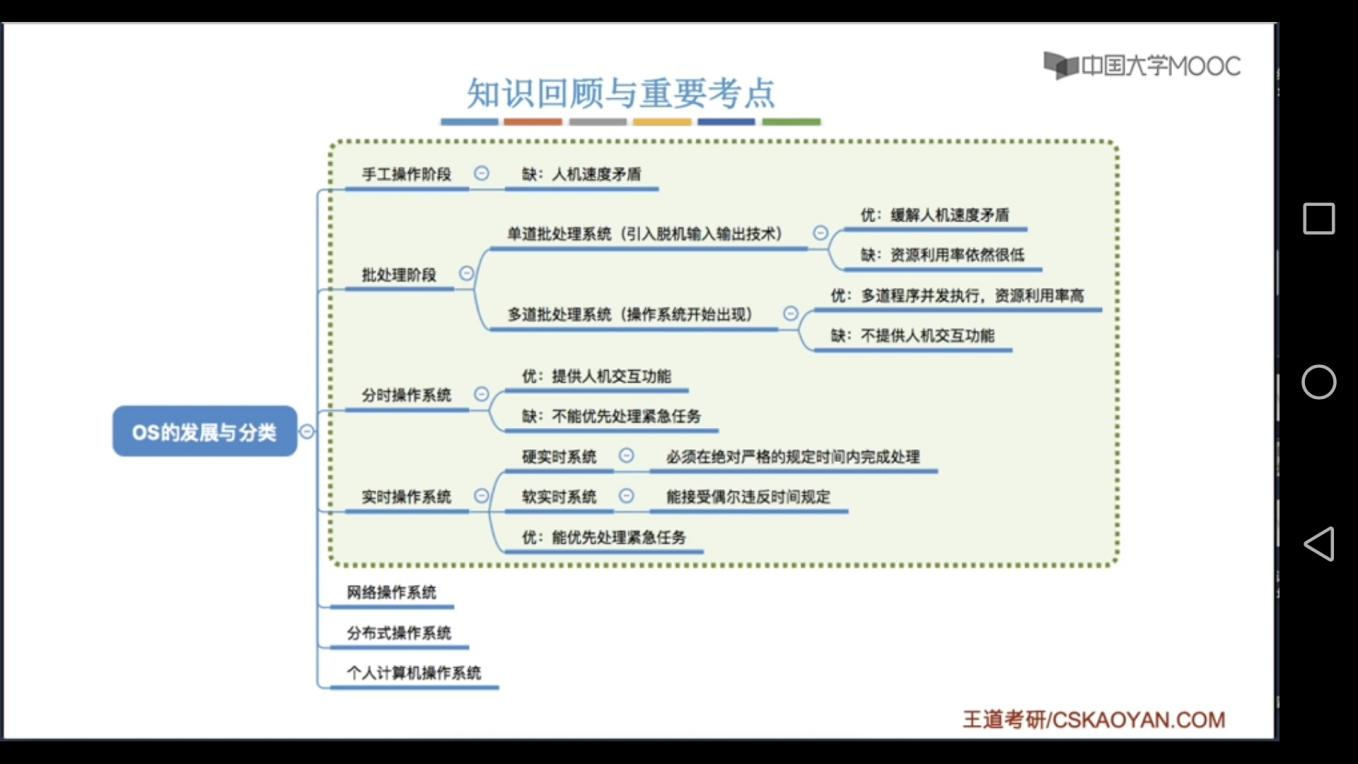 中国大学MOOC
知识回顾与重要考点
手工操作阶段
缺：人机速度矛盾
批处理阶段
单道批处理系统（引入脱机输入输出技术）
优：缓解人机速度矛盾
缺：资源利用率依然很低
多道批处理系统（操作系统开始出现）
优：多道程序并发执行，资源利用率高
缺：不提供人机交互功能
分时操作系统
优：提供人机交互功能
缺：不能优先处理紧急任务
OS的发展与分类
实时操作系统
硬实时系统
必须在绝对严格的规定时间内完成处理
软实时系统
能接受偶尔违反时间规定
优：能优先处理紧急任务
网络操作系统
分布式操作系统
个人计算机操作系统
王道考研/CSKAOYAN.COM